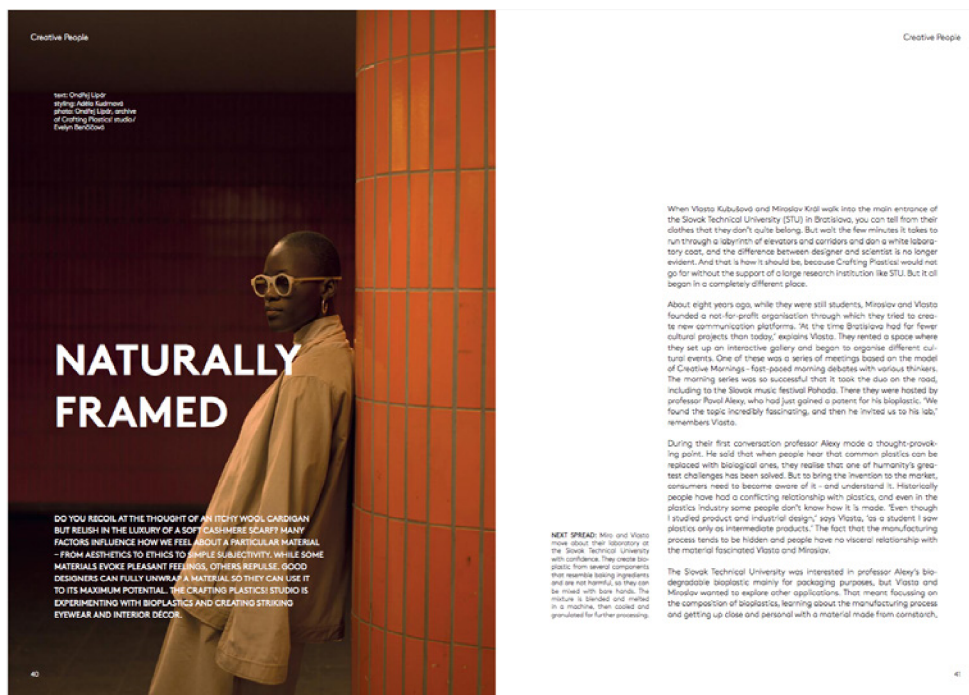 Creative People
text: Ondřej Lipár
styling: Adéla Kudrnová
photo: Ondřej Lipár, archive
of Crafting Plastics! studio /
Evelyn Benčičová
NATURALLY
FRAMED
DO YOU RECOIL AT THE THOUGHT OF AN ITCHY WOOL CARDIGAN
BUT RELISH IN THE LUXURY OF A SOFT CASHMERE SCARF? MANY
FACTORS INFLUENCE HOW WE FEEL ABOUT A PARTICULAR MATERIAL
– FROM AESTHETICS TO ETHICS TO SIMPLE SUBJECTIVITY. WHILE SOME
MATERIALS EVOKE PLEASANT FEELINGS, OTHERS REPULSE. GOOD
DESIGNERS CAN FULLY UNWRAP A MATERIAL SO THEY CAN USE IT
TO ITS MAXIMUM POTENTIAL. THE CRAFTING PLASTICS! STUDIO IS
EXPERIMENTING WITH BIOPLASTICS AND CREATING STRIKING
EYEWEAR AND INTERIOR DÉCOR.
40
Creative People
When Vlasta Kubušová and Miroslav Král walk into the main entrance of
the Slovak Technical University (STU) in Bratislava, you can tell from their
clothes that they don't quite belong. But wait the few minutes it takes to
run through a labyrinth of elevators and corridors and don a white labora-
tory coat, and the difference between designer and scientist is no longer
evident. And that is how it should be, because Crafting Plastics! would not
go far without the support of a large research institution like STU. But it all
began in a completely different place.
About eight years ago, while they were still students, Miroslav and Vlasta
founded a not-for-profit organisation through which they tried to crea-
te new communication platforms. 'At the time Bratislava had far fewer
cultural projects than today,' explains Vlasta. They rented a space where
they set up an interactive gallery and began to organise different cul-
tural events. One of these was a series of meetings based on the model
of Creative Mornings - fast-paced morning debates with various thinkers.
The morning series was so successful that it took the duo on the road,
including to the Slovak music festival Pohoda. There they were hosted by
professor Pavol Alexy, who had just gained a patent for his bioplastic. 'We
found the topic incredibly fascinating, and then he invited us to his lab,'
remembers Vlasta.
During their first conversation professor Alexy made a thought-provok-
ing point. He said that when people hear that common plastics can be
replaced with biological ones, they realise that one of humanity's grea-
test challenges has been solved. But to bring the invention to the market,
consumers need to become aware of it - and understand it. Historically
people have had a conflicting relationship with plastics, and even in the
plastics industry some people don't know how it is made. 'Even though
I studied product and industrial design,' says Vlasta, 'as a student I saw
plastics only as intermediate products.' The fact that the manufacturing
process tends to be hidden and people have no visceral relationship with
the material fascinated Vlasta and Miroslav.
The Slovak Technical University was interested in professor Alexy's bio-
degradable bioplastic mainly for packaging purposes, but Vlasta and
Miroslav wanted to explore other applications. That meant focussing on
the composition of bioplastics, learning about the manufacturing process
and getting up close and personal with a material made from cornstarch,
NEXT SPREAD: Miro and Vlasta
move about their laboratory at
the Slovak Technical University
with confidence. They create bio-
plastic from several components
that resemble baking ingredients
and are not harmful, so they can
be mixed with bare hands. The
mixture is blended and melted
in a machine, then cooled and
granulated for further processing.
41